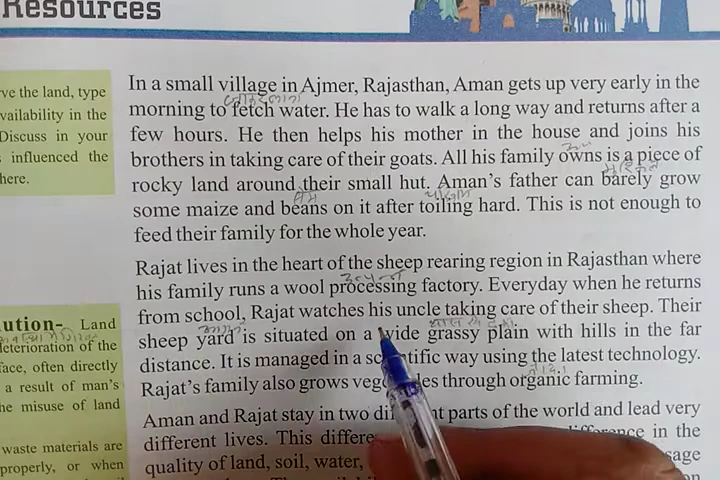 Resources
ve the land, type
vailability in the
Discuss in your
influenced the
here.
In a small village in Ajmer, Rajasthan, Aman gets up very early in the
morning to fetch water. He has to walk a long way and returns after a
few hours. He then helps his mother in the house and joins his
brothers in taking care of their goats. All his family owns is a piece of
rocky land around their small hut. Aman's father can barely grow
some maize and beans on it after toiling hard. This is not enough to
feed their family for the whole year.
Rajat lives in the heart of the sheep rearing region in Rajasthan where
his family runs a wool processing factory. Everyday when he returns
from school, Rajat watches his uncle taking care of their sheep. Their
sheep yard is situated on a wide grassy plain with hills in the far
distance. It is managed in a scientific way using the latest technology.
Rajat's family also grows veg les through organic farming.
Aman and Rajat stay in two di nt parts of the world and lead very
different lives. This differe in the
quality of land, soil, water, sage
ution- Land
deterioration of the
face, often directly
a result of man's
he misuse of land
waste materials are
properly, or when